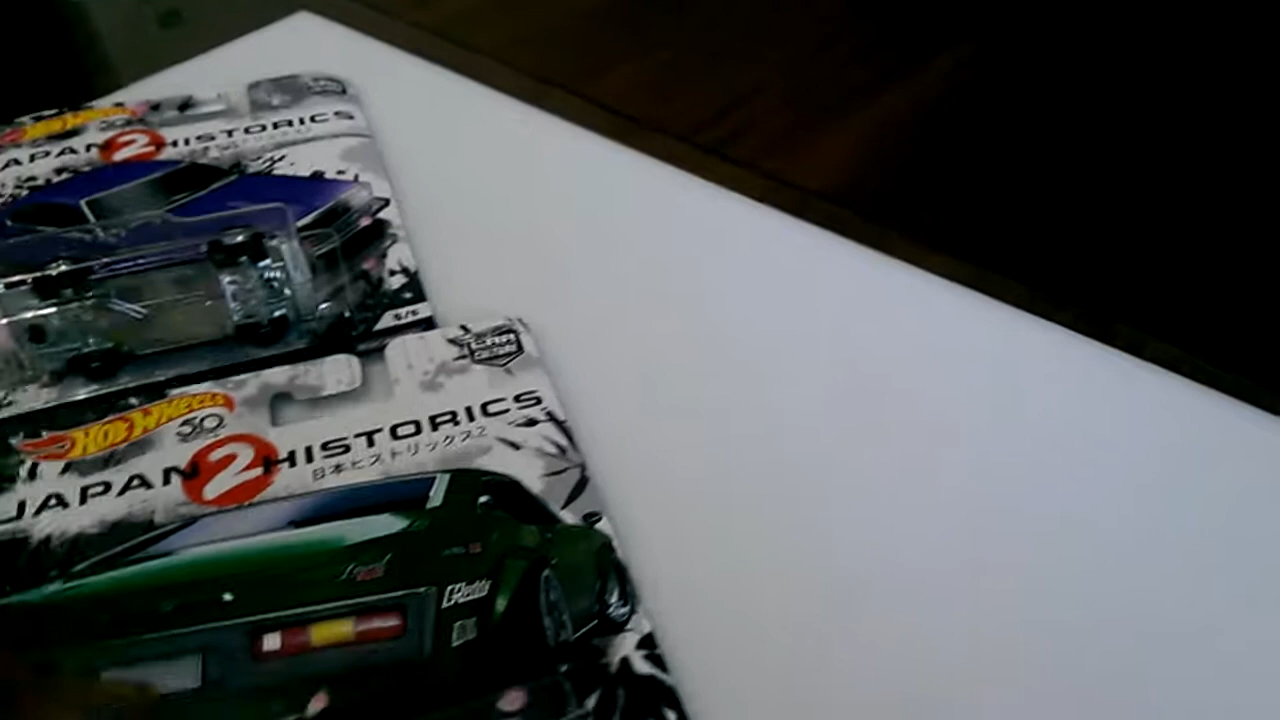 HOT WHEELS
JAPAN 2 HISTORICS
5/5
CAR
HOT WHEELS 50
JAPAN 2 HISTORICS
日本ヒストリックス2
GReddy